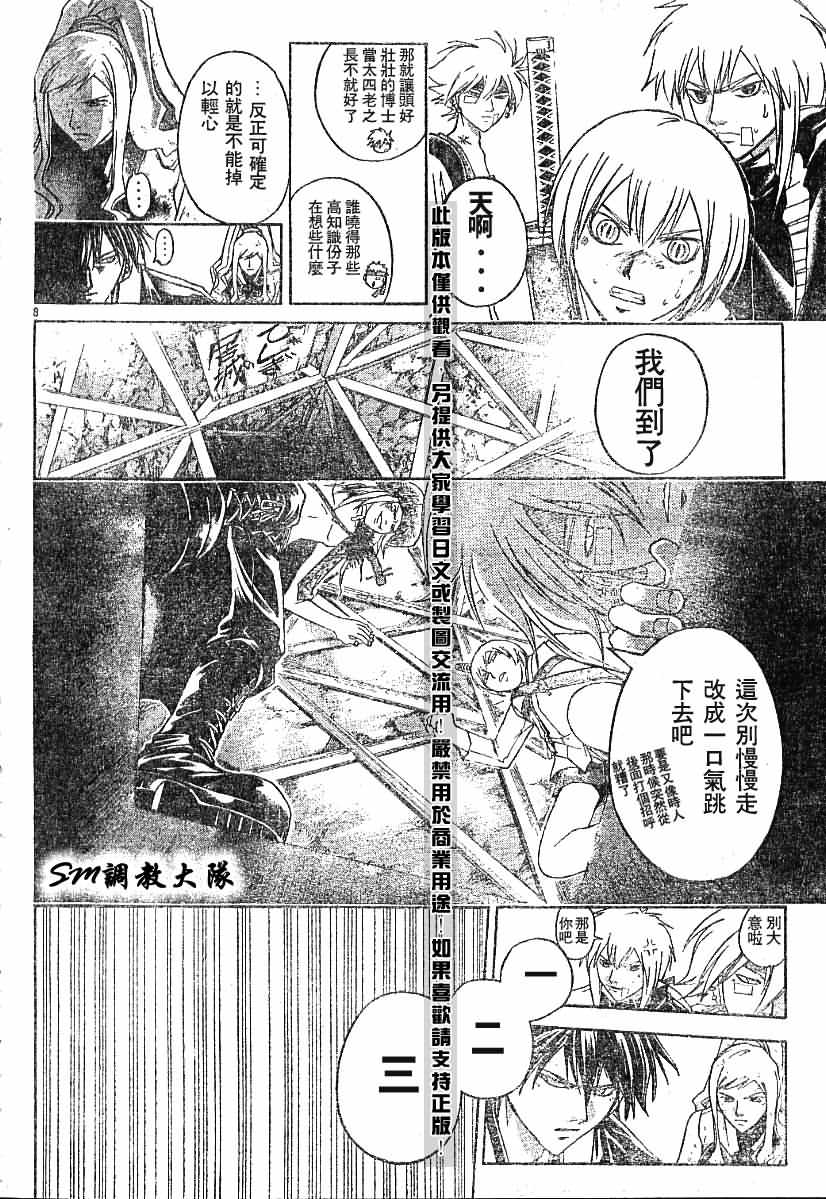 天啊...
那就讓頭好
壯壯的博士
當太四老之
長不就好了
誰曉得那些
高知識份子
在想些什麼
...反正可確定
的就是不能掉
以輕心
...
...
8
我們到了
這次別慢慢走
改成一口氣跳
下去吧
要是又像時人
那時候突然從
後面打個招呼
就糟了
SM調教大隊
別大
意啦
那是
你吧
一
二
三
此版本僅供觀看，另提供大家學習日文或製圖交流用！嚴禁用於商業用途！如果喜歡請支持正版！